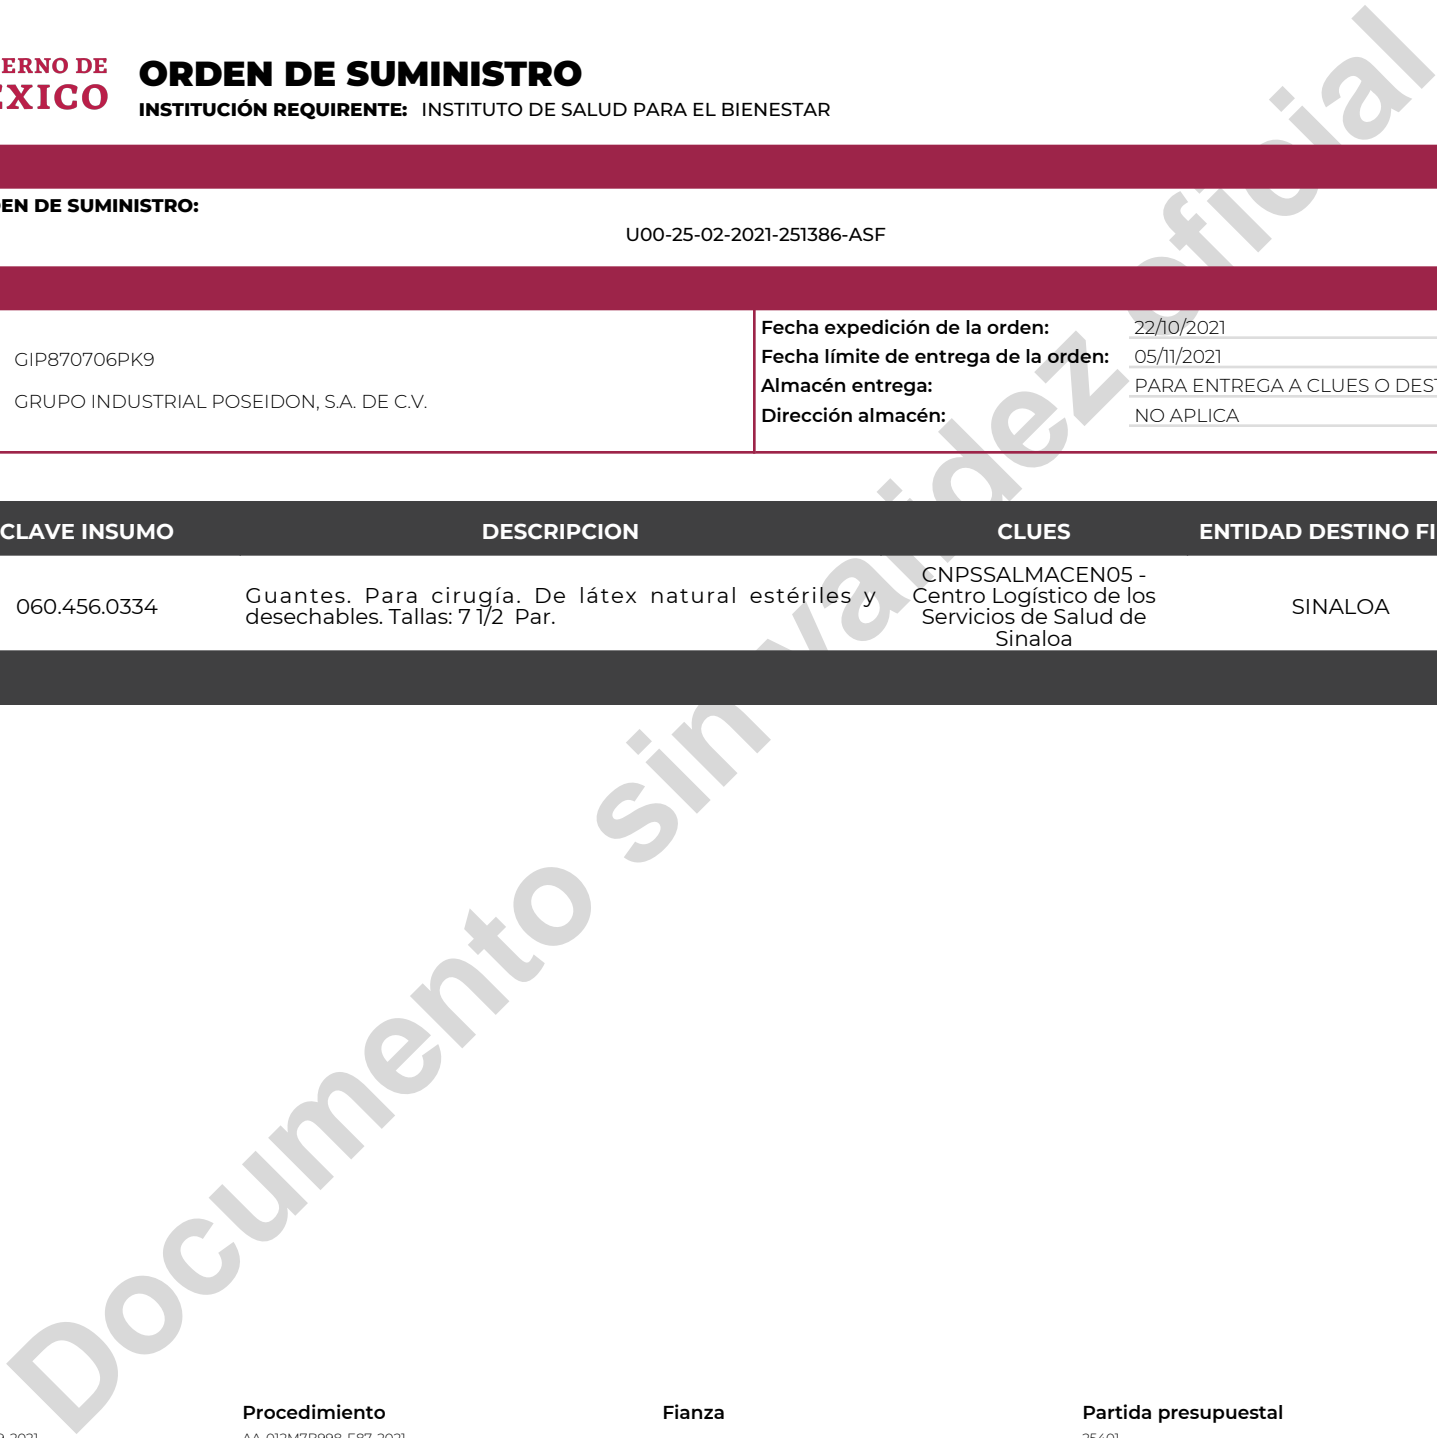 ERNO DE
ORDEN DE SUMINISTRO
EXICO
INSTITUCIÓN REQUIRENTE: INSTITUTO DE SALUD PARA EL BIENESTAR
EN DE SUMINISTRO:
U00-25-02-2021-251386-ASF
GIP870706PK9
GRUPO INDUSTRIAL POSEIDON, S.A. DE C.V.
Fecha expedición de la orden: 22/10/2021
Fecha límite de entrega de la orden: 05/11/2021
Almacén entrega: PARA ENTREGA A CLUES O DEST
Dirección almacén: NO APLICA
CLAVE INSUMO DESCRIPCION CLUES ENTIDAD DESTINO FI
060.456.0334
Guantes. Para cirugía. De látex natural estériles y
desechables. Tallas: 7 1/2 Par.
CNPSSALMACEN05 -
Centro Logístico de los
Servicios de Salud de
Sinaloa
SINALOA
Documento sin validez oficial
Procedimiento Fianza Partida presupuestal